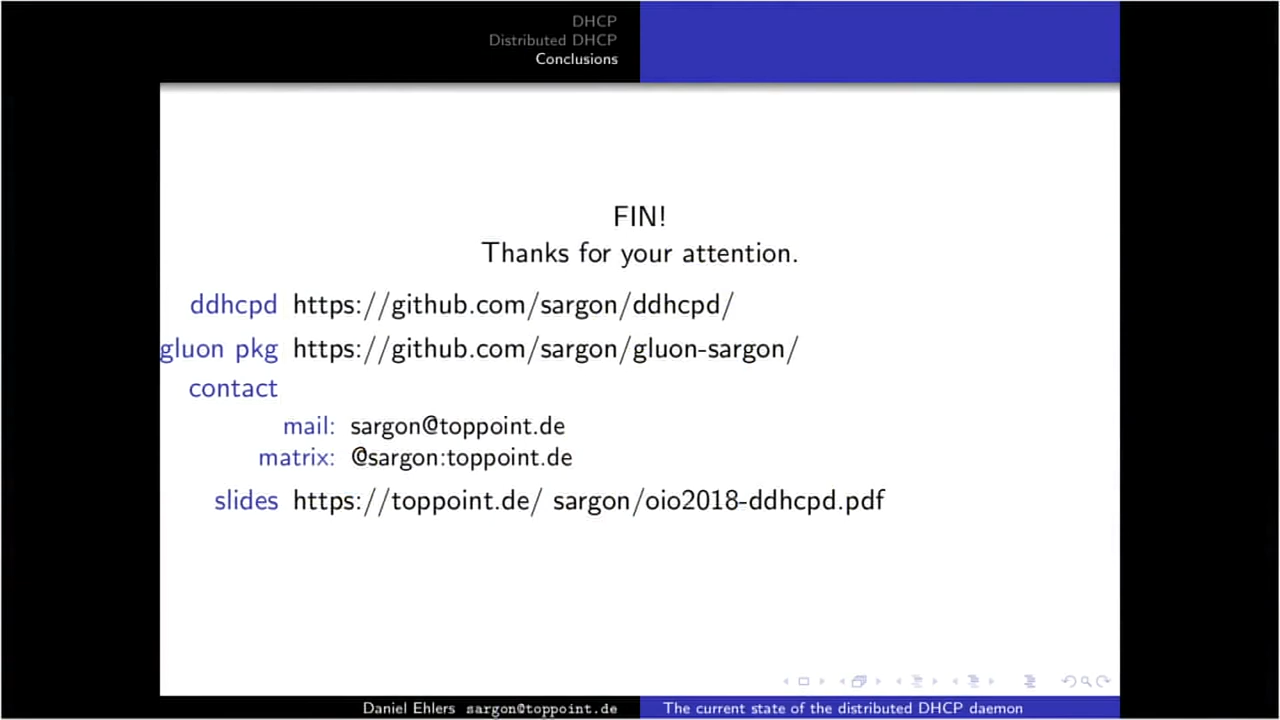 DHCP
Distributed DHCP
Conclusions
FIN!
Thanks for your attention.
ddhcpd https://github.com/sargon/ddhcpd/
gluon pkg https://github.com/sargon/gluon-sargon/
contact
mail: sargon@toppoint.de
matrix: @sargon:toppoint.de
slides https://toppoint.de/ sargon/oio2018-ddhcpd.pdf
Daniel Ehlers sargon@toppoint.de The current state of the distributed DHCP daemon